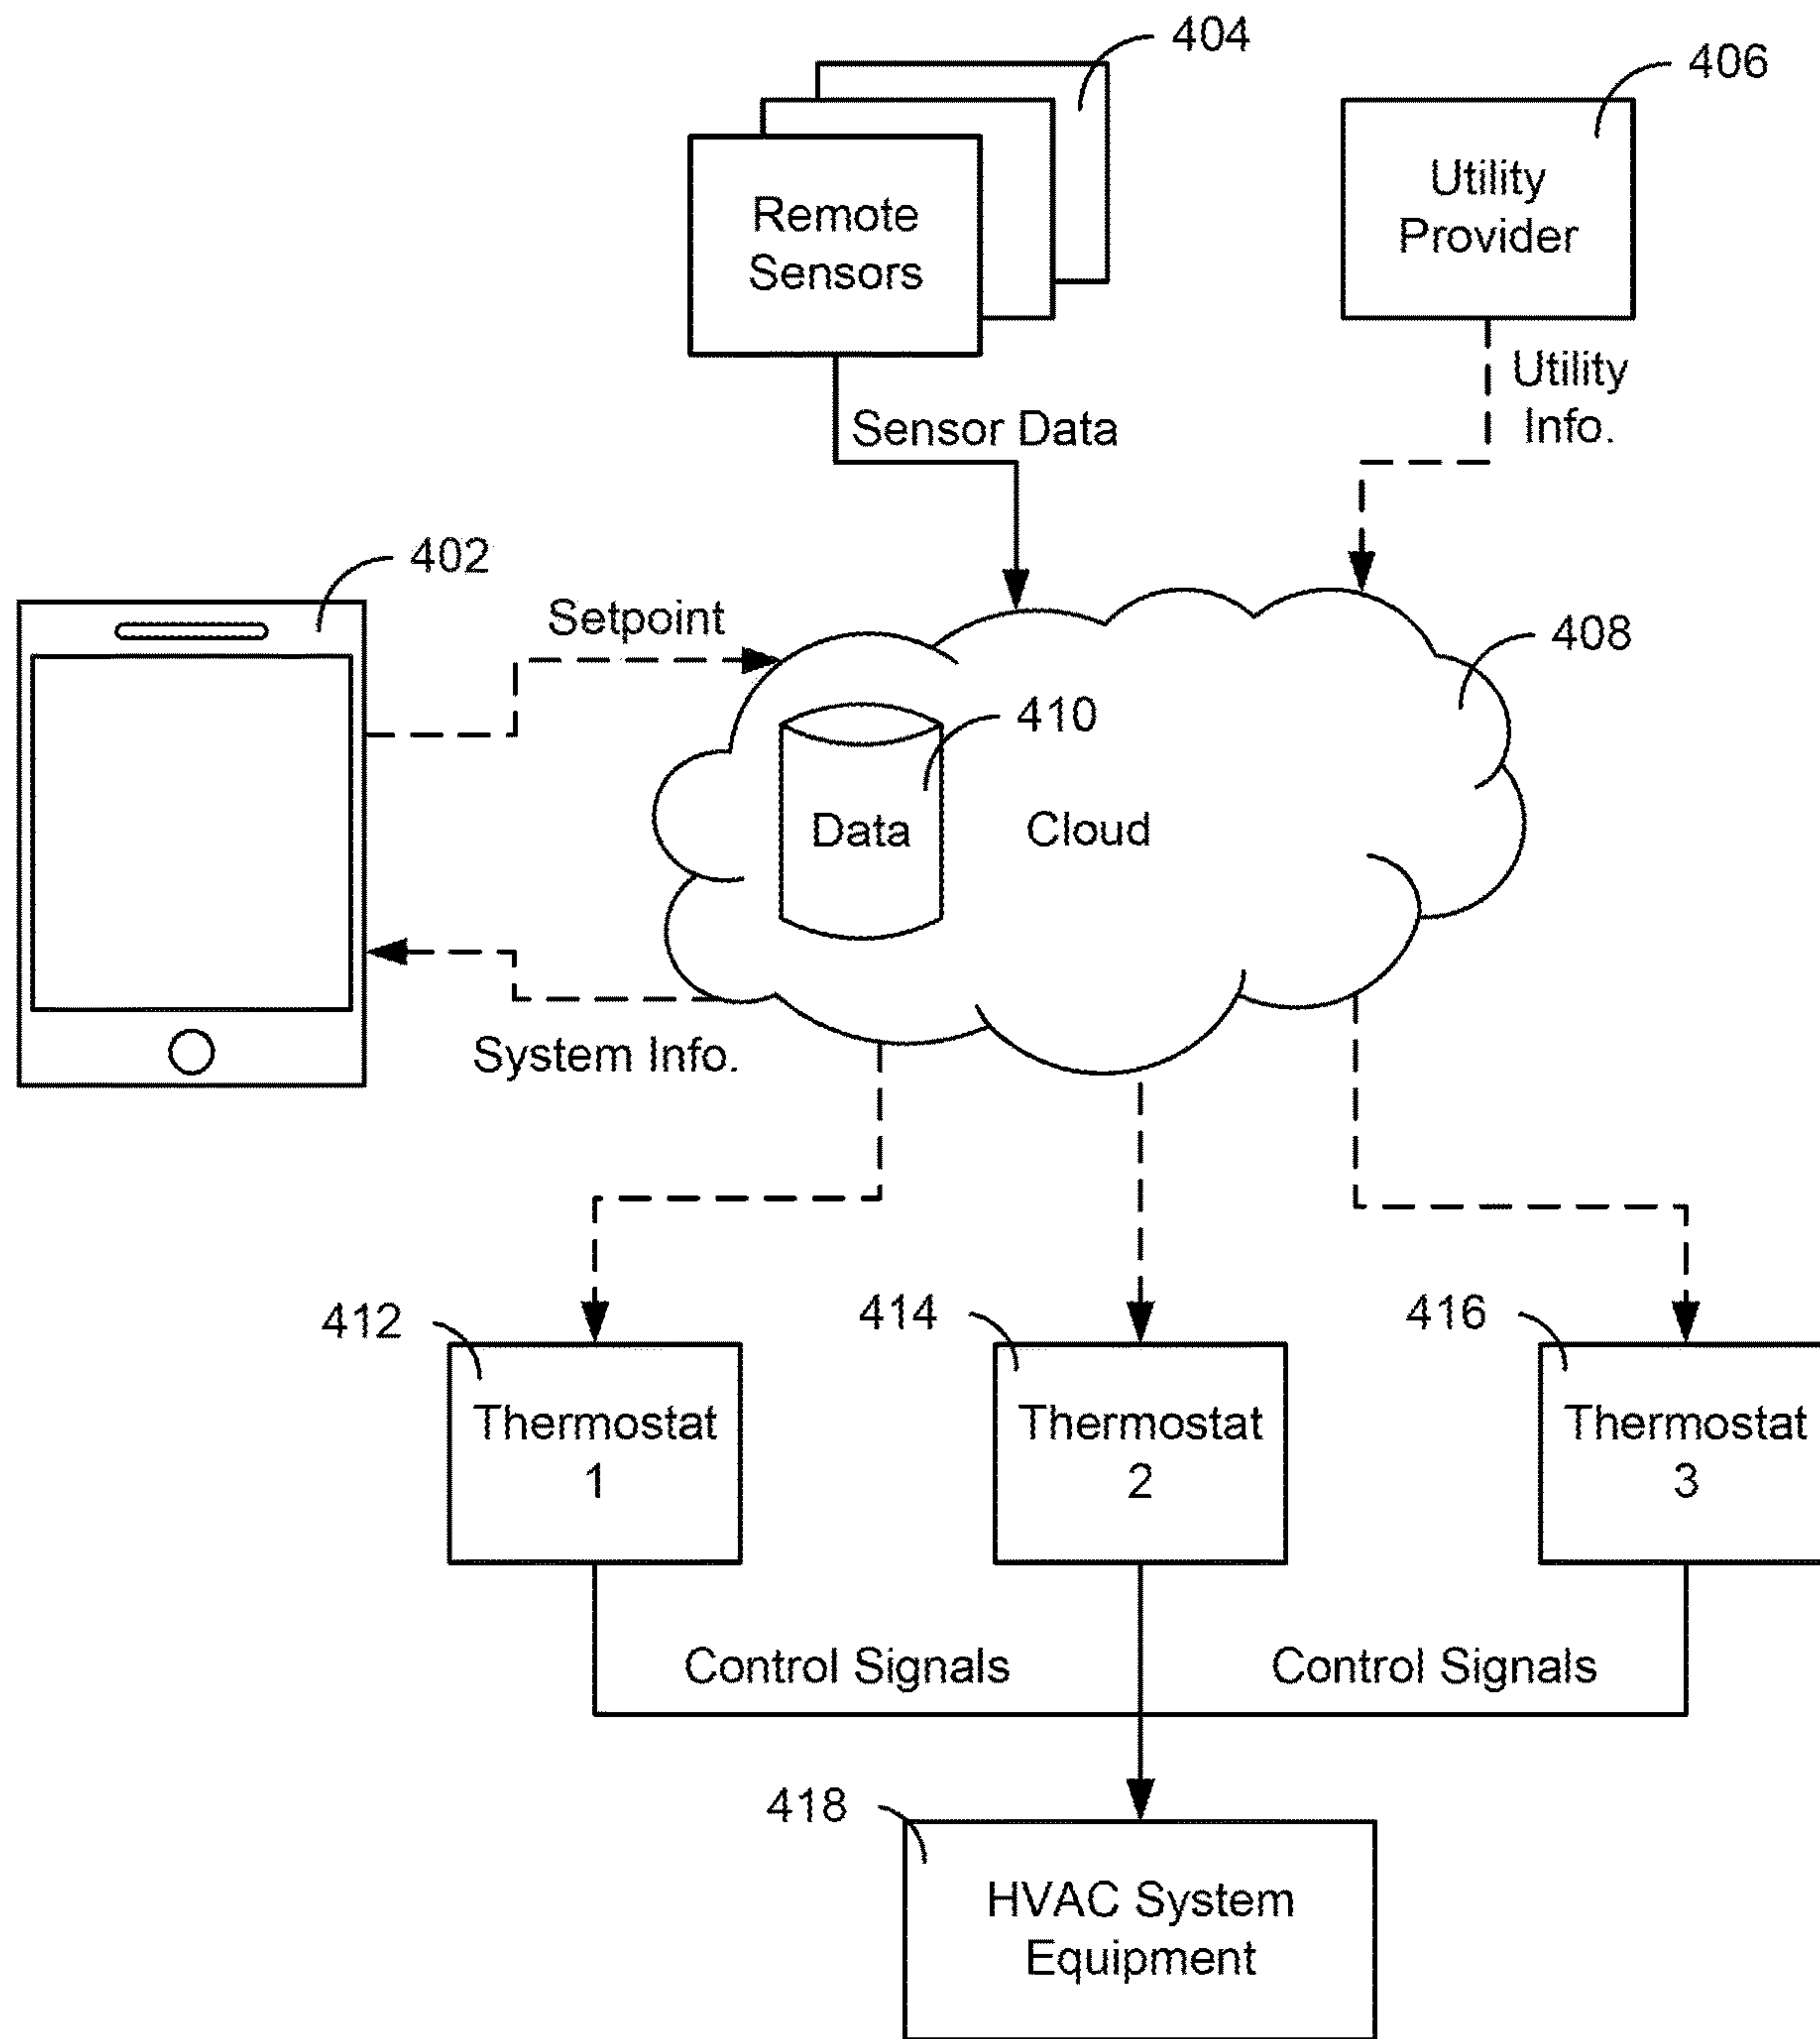 404
406
Remote
Sensors
Utility
Provider
Sensor Data
Utility
Info.
402
Setpoint
408
410
Data
Cloud
System Info.
412
414
416
Thermostat
1
Thermostat
2
Thermostat
3
Control Signals
Control Signals
418
HVAC System
Equipment